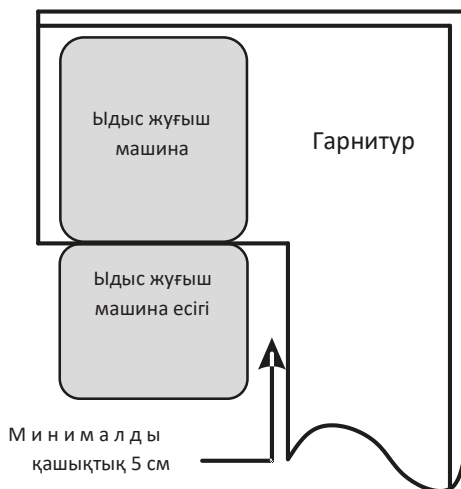 Ыдыс жуғыш
машина
Гарнитур
Ыдыс жуғыш
машина есігі
Минималды
қашықтық 5 см